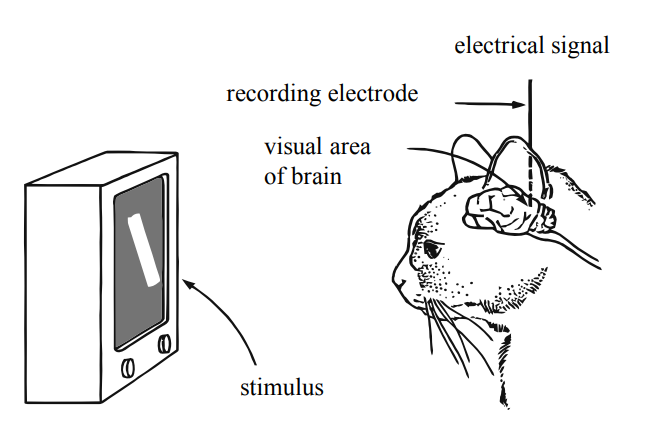 electrical signal
recording electrode
visual area
of brain
stimulus